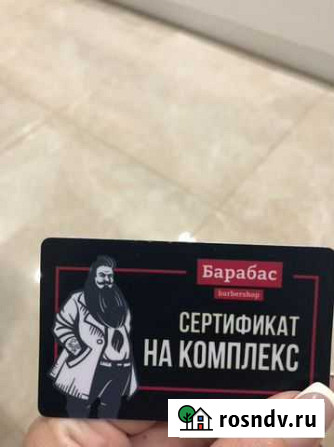 Барабас
barbershop
СЕРТИФИКАТ
НА КОМПЛЕКС
rosndv.ru